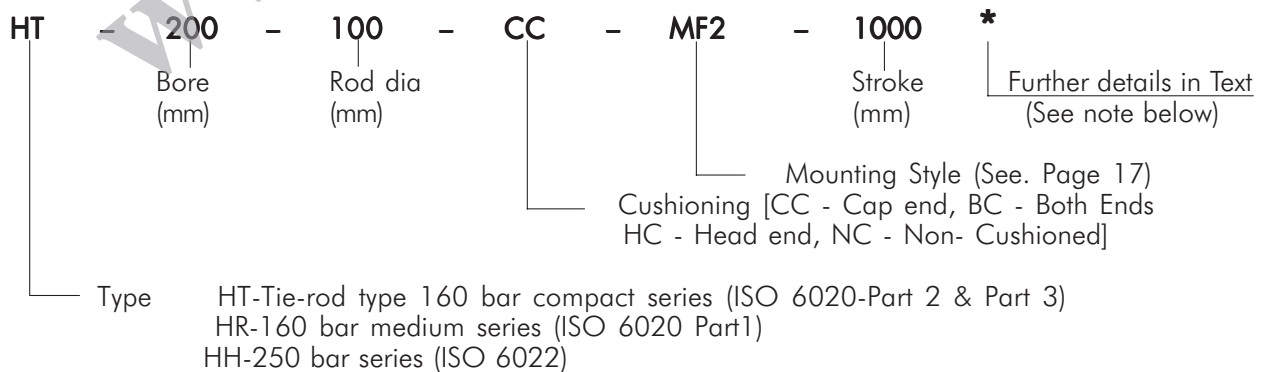 HT – 200 – 100 – CC – MF2 – 1000 *
Bore Rod dia Stroke Further details in Text
(mm) (mm) (mm) (See note below)
Mounting Style (See. Page 17)
Cushioning [CC - Cap end, BC - Both Ends
HC - Head end, NC - Non- Cushioned]
Type HT-Tie-rod type 160 bar compact series (ISO 6020-Part 2 & Part 3)
HR-160 bar medium series (ISO 6020 Part1)
HH-250 bar series (ISO 6022)